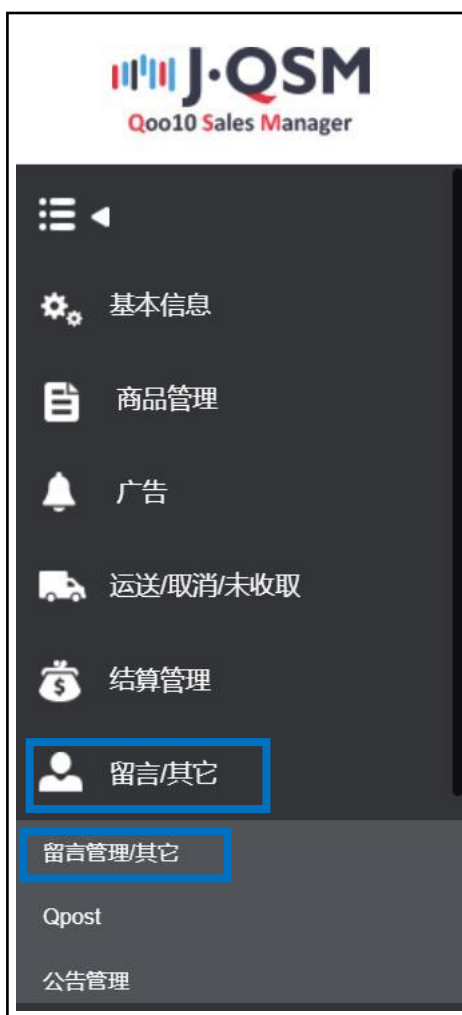 J·QSM
Qoo10 Sales Manager
基本信息
商品管理
广告
运送/取消/未收取
结算管理
留言/其它
留言管理/其它
Qpost
公告管理